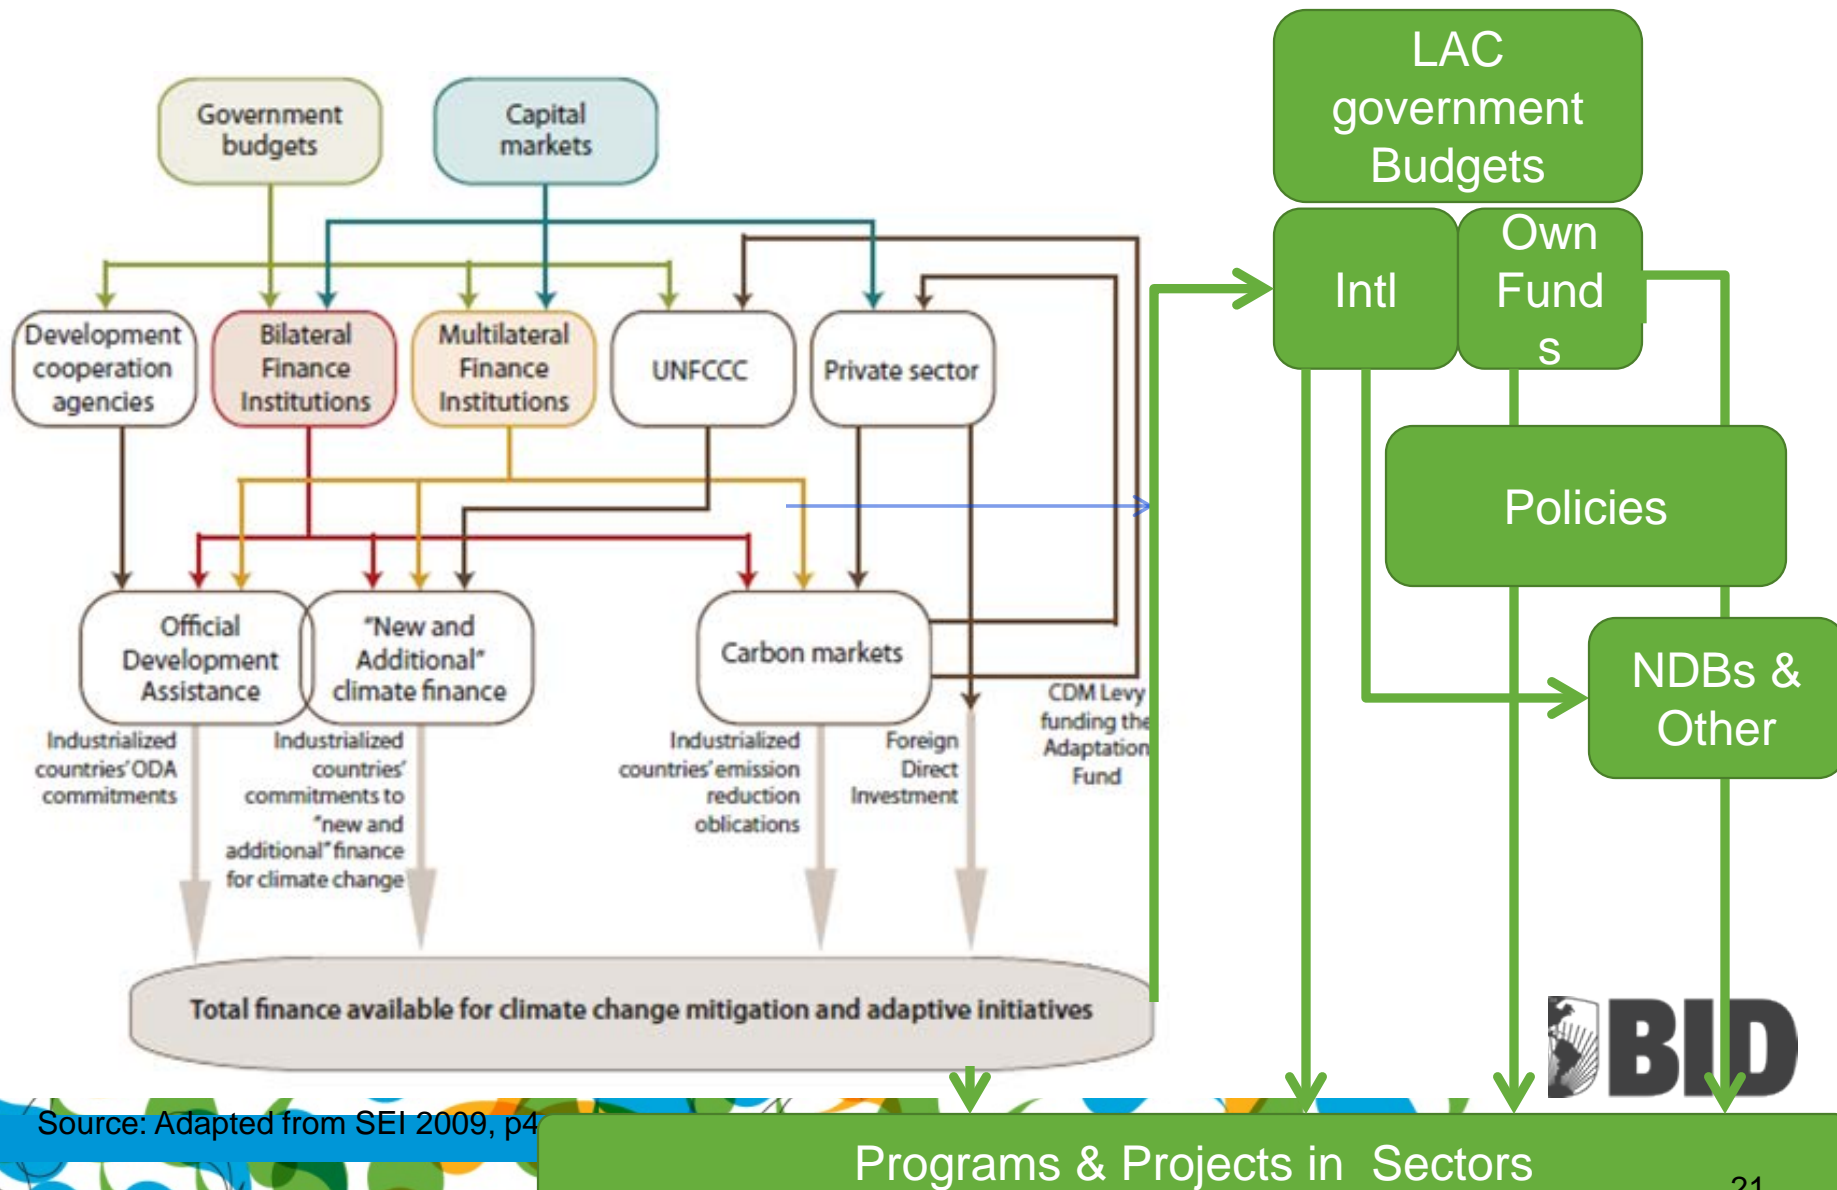 Government
budgets
Capital
markets
LAC
government
Budgets
Intl
Own
Fund
s
Development
cooperation
agencies
Bilateral
Finance
Institutions
Multilateral
Finance
Institutions
UNFCCC
Private sector
Policies
Official
Development
Assistance
"New and
Additional"
climate finance
Carbon markets
NDBs &
Other
Industrialized
countries' ODA
commitments
Industrialized
countries'
commitments to
"new and
additional" finance
for climate change
Industrialized
countries' emission
reduction
oblications
Foreign
Direct
Investment
CDM Levy
funding the
Adaptation
Fund
Total finance available for climate change mitigation and adaptive initiatives
BID
Source: Adapted from SEI 2009, p4
Programs & Projects in Sectors
21